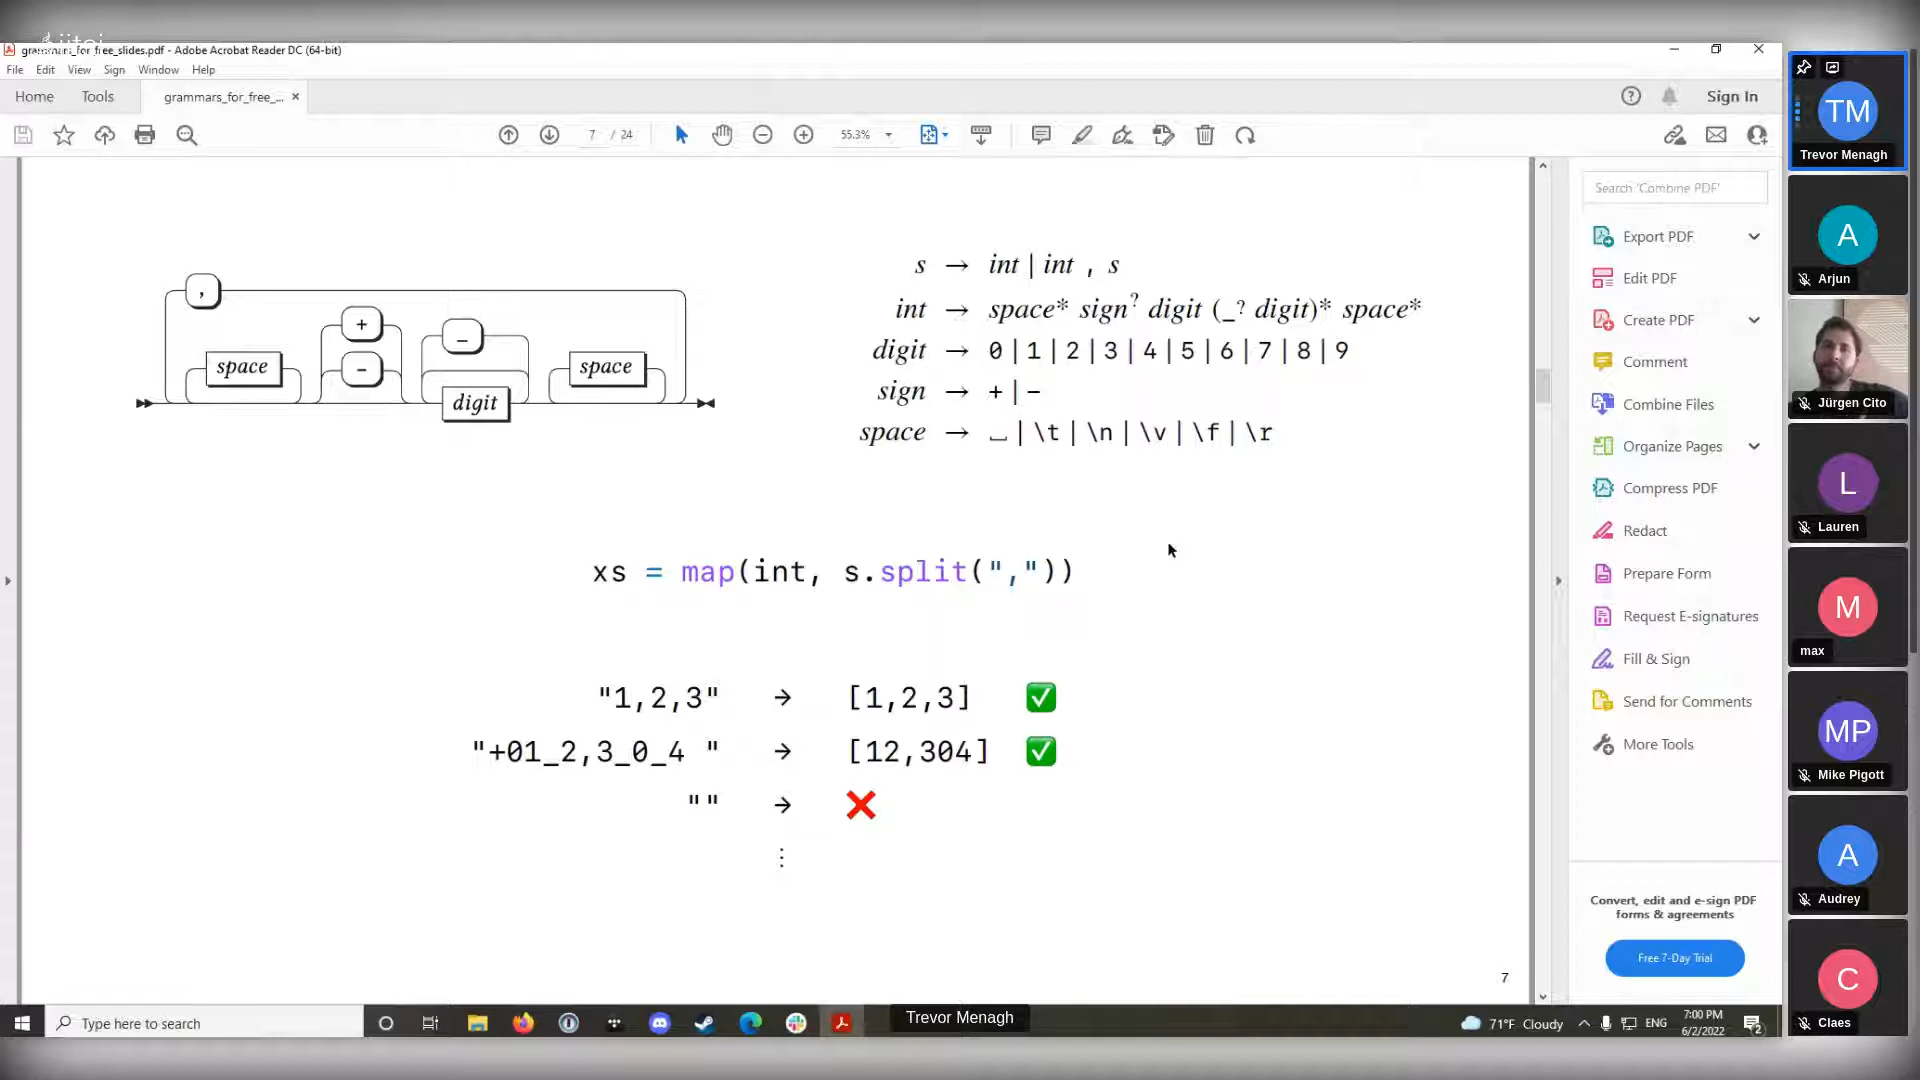 grammars_for_free_slides.pdf - Adobe Acrobat Reader DC (64-bit)
File Edit View Sign Window Help
Home Tools grammars_for_free_... × Sign In
7 / 24 55.3%
Search 'Combine PDF'
Export PDF
Edit PDF
Create PDF
Comment
Combine Files
Organize Pages
Compress PDF
Redact
Prepare Form
Request E-signatures
Fill & Sign
Send for Comments
More Tools
Convert, edit and e-sign PDF
forms & agreements
Free 7-Day Trial
,
+
-
_
space
digit
space
s → int | int , s
int → space* sign? digit (_? digit)* space*
digit → 0 | 1 | 2 | 3 | 4 | 5 | 6 | 7 | 8 | 9
sign → + | -
space → ␣ | \t | \n | \v | \f | \r
xs = map(int, s.split(","))
"1,2,3" → [1,2,3] ✅
"+01_2,3_0_4 " → [12,304] ✅
"" → ❌
⋮
7
TM
Trevor Menagh
A
Arjun
Jürgen Cito
L
Lauren
M
max
MP
Mike Pigott
A
Audrey
C
Claes
Type here to search
Trevor Menagh
71°F Cloudy
ENG
7:00 PM
6/2/2022
2